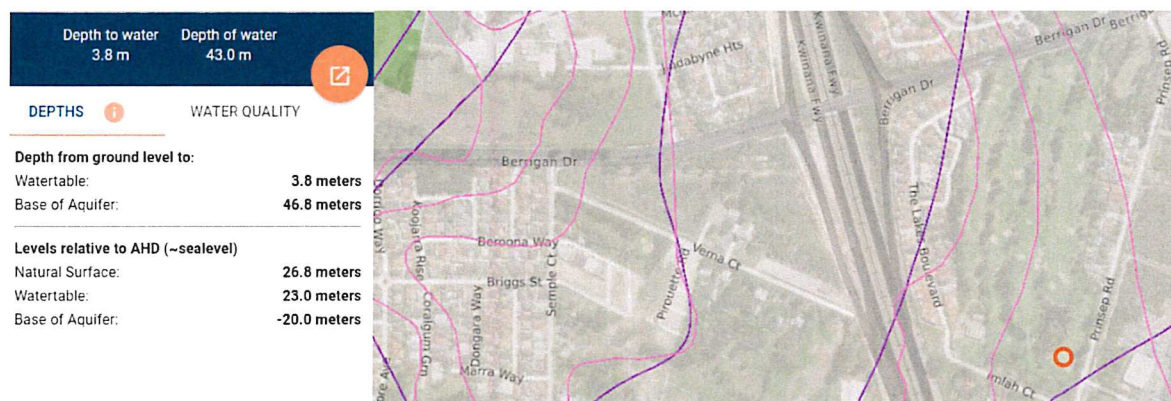 Depth to water
3.8 m
Depth of water
43.0 m
DEPTHS
WATER QUALITY
Depth from ground level to:
Watertable: 3.8 meters
Base of Aquifer: 46.8 meters
Levels relative to AHD (~sealevel)
Natural Surface: 26.8 meters
Watertable: 23.0 meters
Base of Aquifer: -20.0 meters
Kwinana Fwy
Kwinana Fwy
Berrigan Dr
Berrigan Dr
Prinsep Rd
Berrigan Dr
Koojarra Rise
Beroona Way
Verna Ct
The Lakes Boulevard
Briggs St
Semple Ct
Pirouette Rd
Coralgum Grn
Dongara Way
Prinsep Rd
Marra Way
Imlah Ct